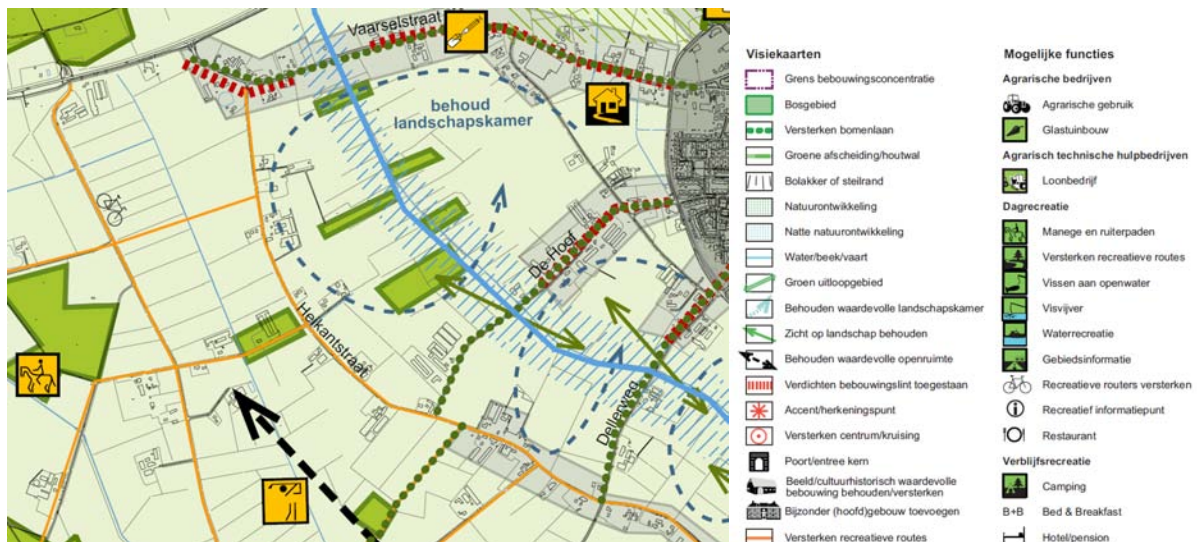 Vaarselstraat
behoud
landschapskamer
De Hoef
Heikantstraat
Dellerweg
Visiekaarten
Grens bebouwingsconcentratie
Bosgebied
Versterken bomenlaan
Groene afscheiding/houtwal
Bolakker of steilrand
Natuurontwikkeling
Natte natuurontwikkeling
Water/beek/vaart
Groen uitloopgebied
Behouden waardevolle landschapskamer
Zicht op landschap behouden
Behouden waardevolle openruimte
Verdichten bebouwingslint toegestaan
Accent/herkeningspunt
Versterken centrum/kruising
Poort/entree kern
Beeld/cultuurhistorisch waardevolle
bebouwing behouden/versterken
Bijzonder (hoofd)gebouw toevoegen
Versterken recreatieve routes
Mogelijke functies
Agrarische bedrijven
Agrarische gebruik
Glastuinbouw
Agrarisch technische hulpbedrijven
Loonbedrijf
Dagrecreatie
Manege en ruiterpaden
Versterken recreatieve routes
Vissen aan openwater
Visvijver
Waterrecreatie
Gebiedsinformatie
Recreatieve routers versterken
Recreatief informatiepunt
Restaurant
Verblijfsrecreatie
Camping
B+B Bed & Breakfast
Hotel/pension